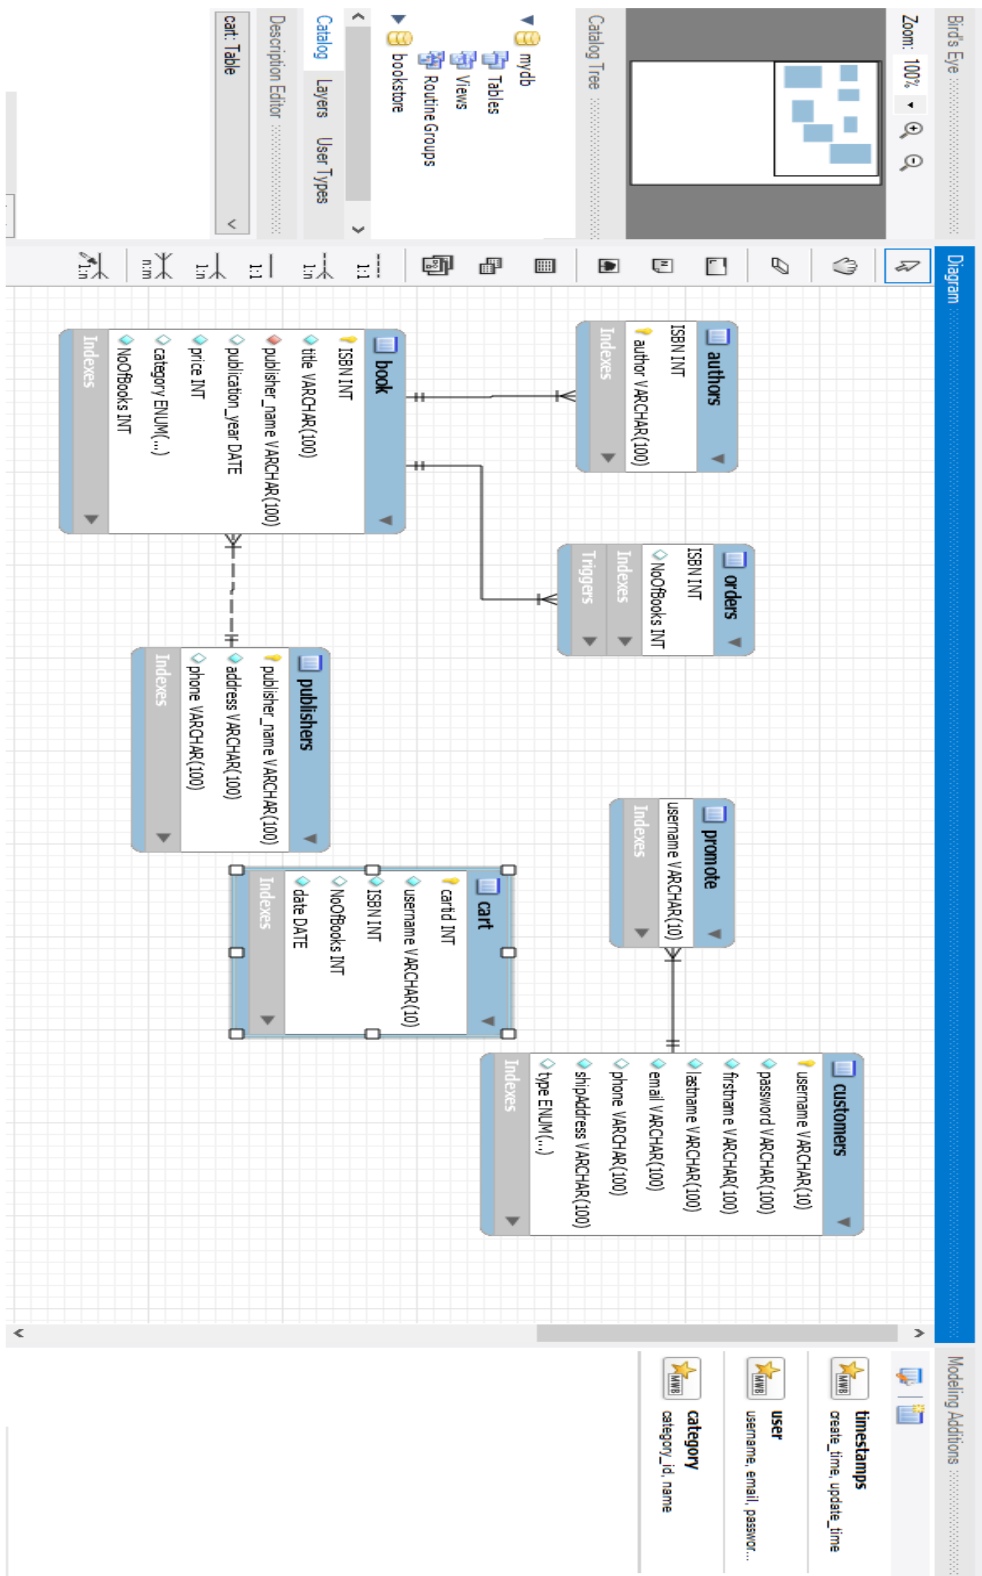 Bird's Eye
Zoom: 100%
Catalog Tree
mydb
Tables
Views
Routine Groups
bookstore
Catalog Layers User Types
Description Editor
cart: Table
Diagram
1:1
1:n
1:1
1:n
n:m
1:n
authors
ISBN INT
author VARCHAR(100)
Indexes
orders
ISBN INT
NoOfBooks INT
Indexes
Triggers
promote
username VARCHAR(10)
Indexes
customers
username VARCHAR(10)
password VARCHAR(100)
firstname VARCHAR(100)
lastname VARCHAR(100)
email VARCHAR(100)
phone VARCHAR(100)
shipAddress VARCHAR(100)
type ENUM(...)
Indexes
book
ISBN INT
title VARCHAR(100)
publisher_name VARCHAR(100)
publication_year DATE
price INT
category ENUM(...)
NoOfBooks INT
Indexes
publishers
publisher_name VARCHAR(100)
address VARCHAR(100)
phone VARCHAR(100)
Indexes
cart
cartid INT
username VARCHAR(10)
ISBN INT
NoOfBooks INT
date DATE
Indexes
Modeling Additions
MWB
timestamps
create_time, update_time
MWB
user
username, email, passwor...
MWB
category
category_id, name